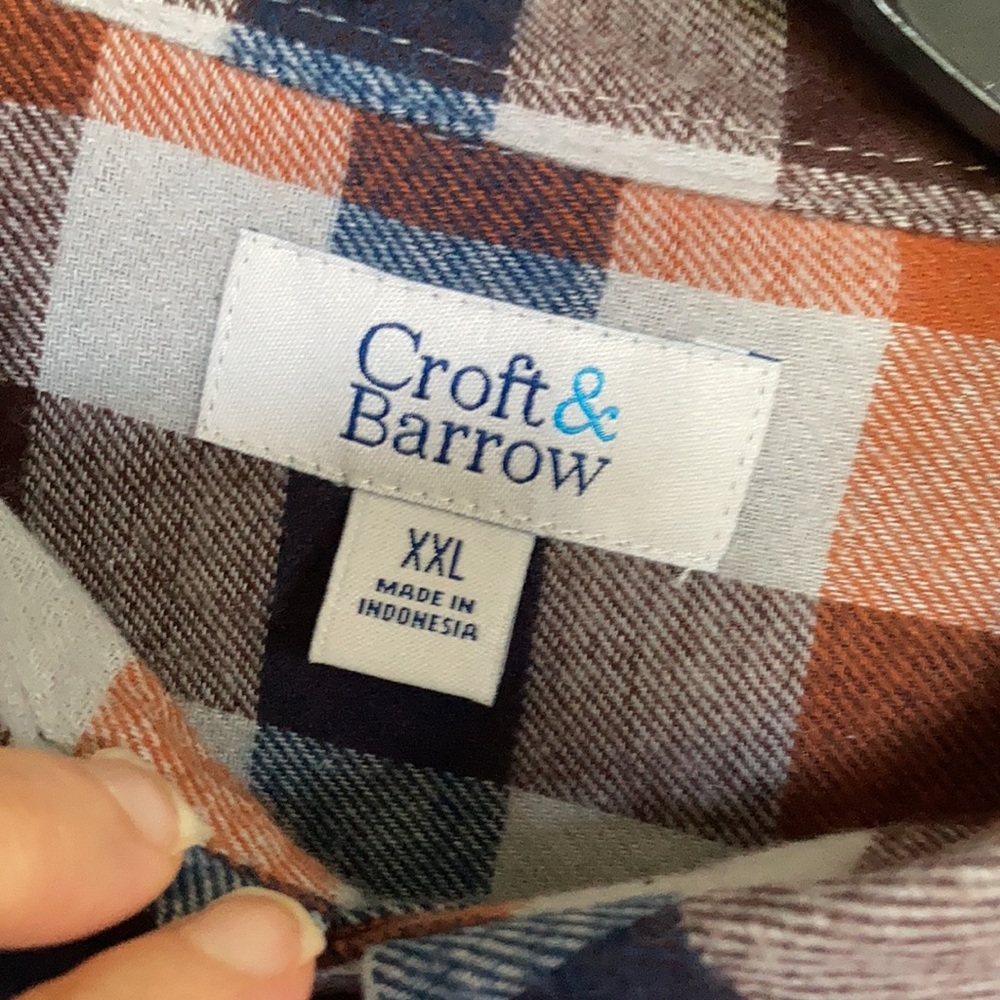 Croft &
Barrow
XXL
MADE IN
INDONESIA